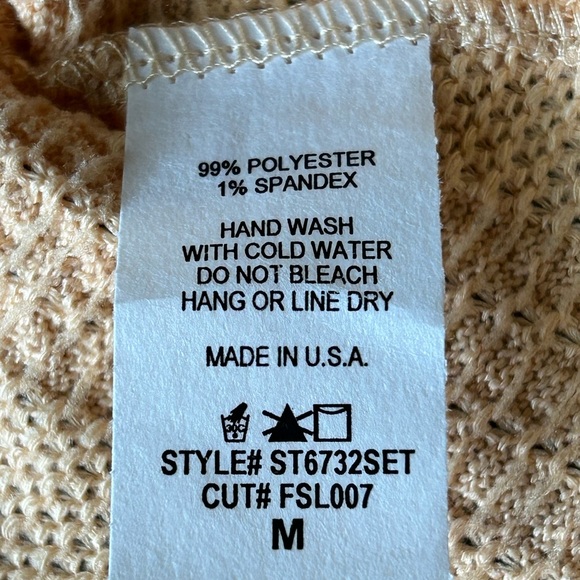 99% POLYESTER
1% SPANDEX
HAND WASH
WITH COLD WATER
DO NOT BLEACH
HANG OR LINE DRY
MADE IN U.S.A.
30C
STYLE# ST6732SET
CUT# FSL007
M